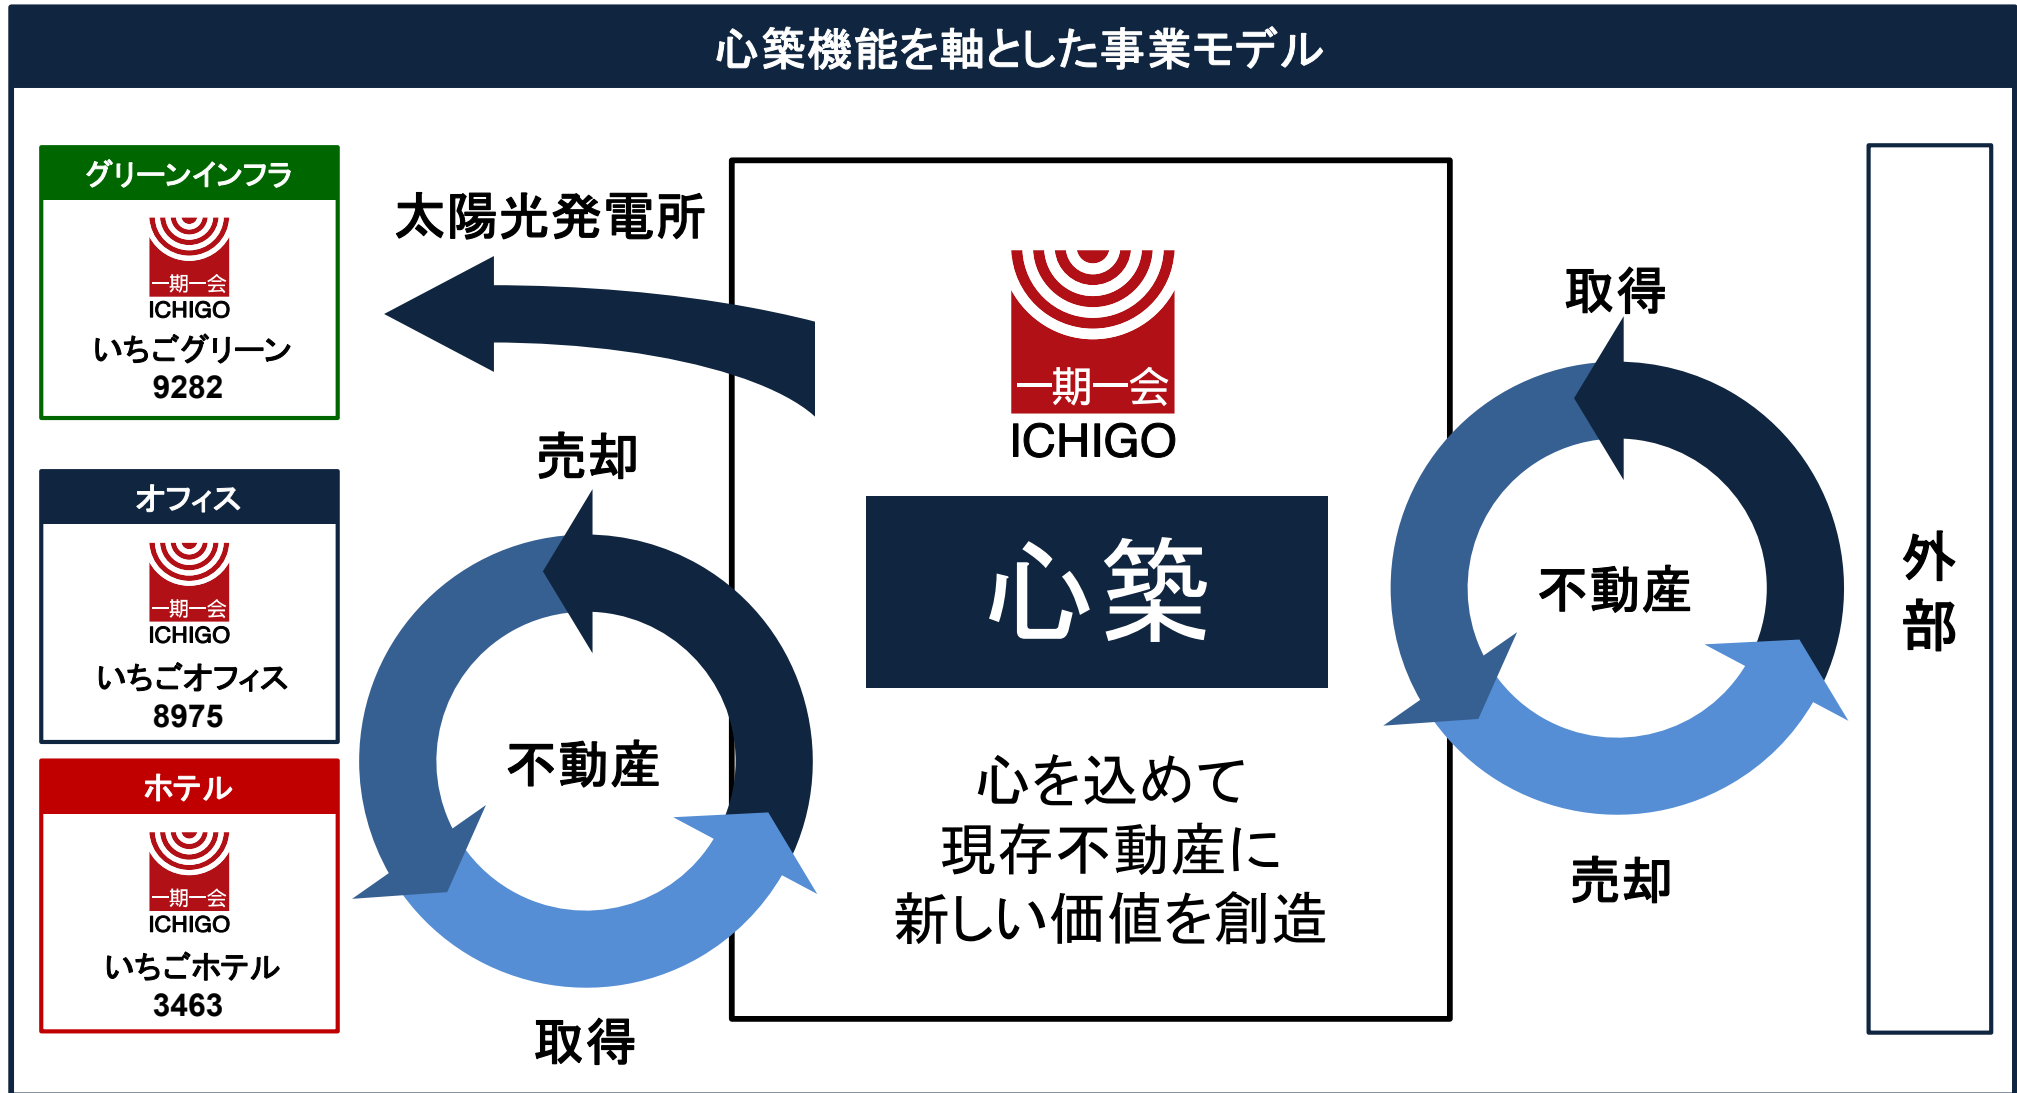 心築機能を軸とした事業モデル
グリーンインフラ
一期一会
ICHIGO
いちごグリーン
9282
オフィス
一期一会
ICHIGO
いちごオフィス
8975
ホテル
一期一会
ICHIGO
いちごホテル
3463
太陽光発電所
売却
不動産
取得
一期一会
ICHIGO
心築
心を込めて
現存不動産に
新しい価値を創造
取得
不動産
売却
外
部